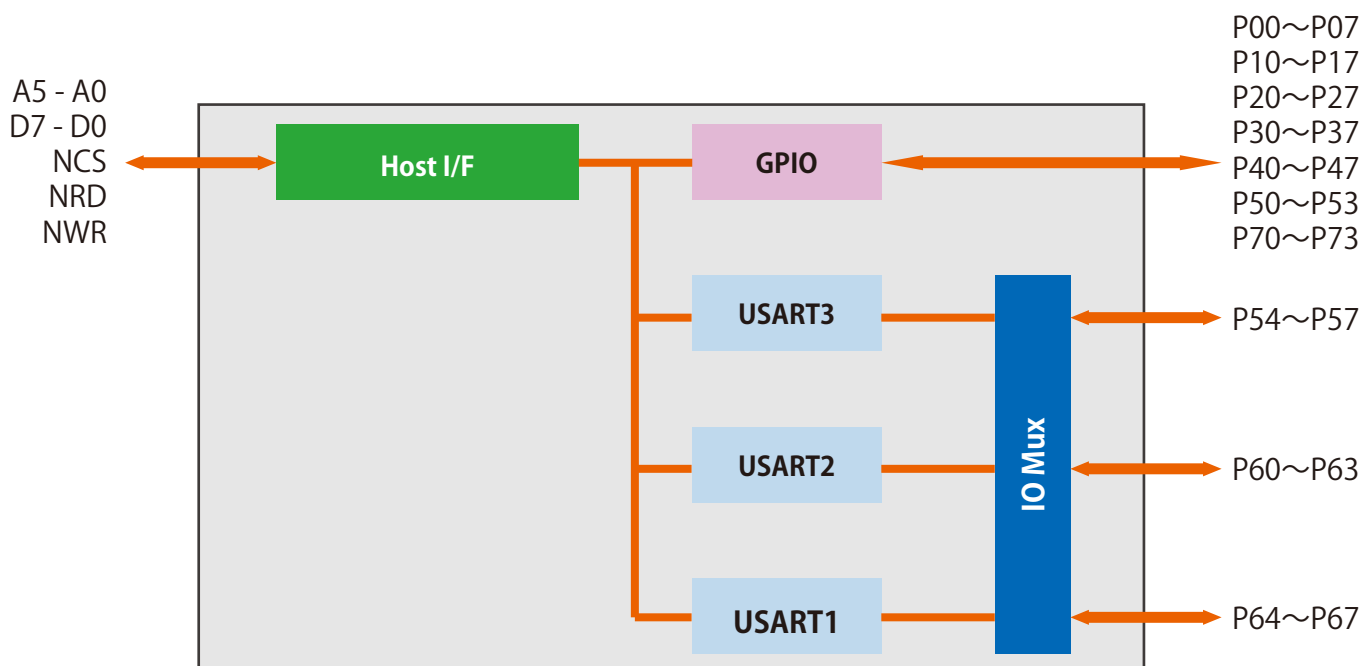 A5 - A0
D7 - D0
NCS
NRD
NWR
Host I/F
GPIO
P00～P07
P10～P17
P20～P27
P30～P37
P40～P47
P50～P53
P70～P73
USART3
P54～P57
USART2
P60～P63
IO Mux
USART1
P64～P67